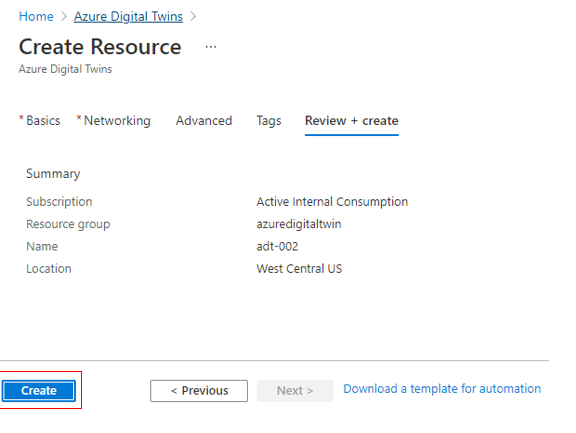 Home > Azure Digital Twins >
Create Resource ...
Azure Digital Twins
* Basics * Networking Advanced Tags Review + create
Summary
Subscription Active Internal Consumption
Resource group azuredigitaltwin
Name adt-002
Location West Central US
Create < Previous Next > Download a template for automation